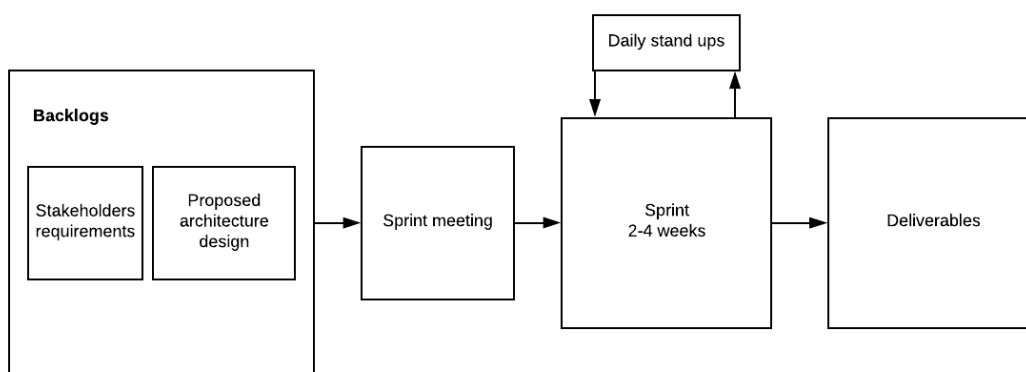 Daily stand ups
Backlogs
Stakeholders
requirements
Proposed
architecture
design
Sprint meeting
Sprint
2-4 weeks
Deliverables